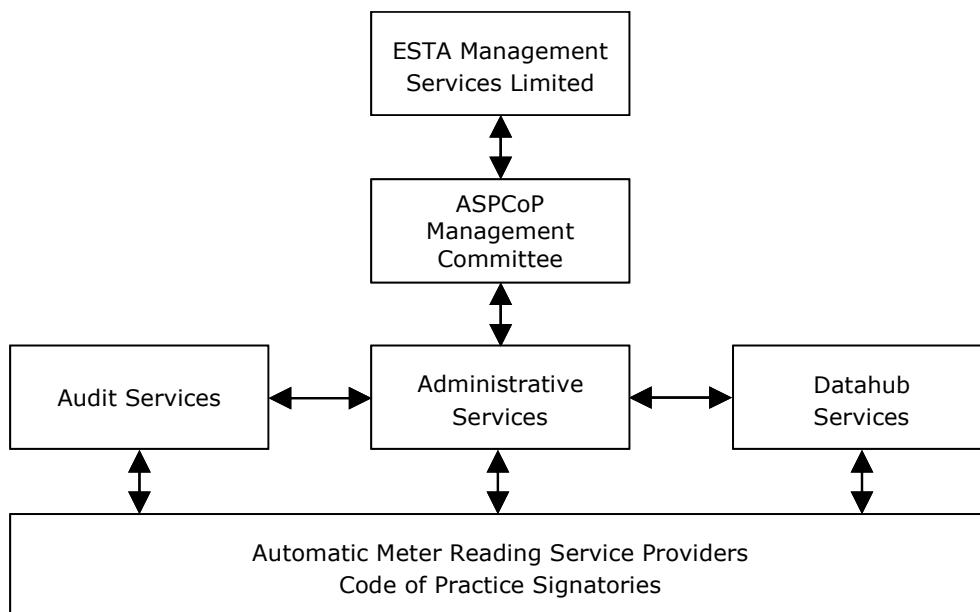 ESTA Management
Services Limited
ASPCoP
Management
Committee
Audit Services
Administrative
Services
Datahub
Services
Automatic Meter Reading Service Providers
Code of Practice Signatories